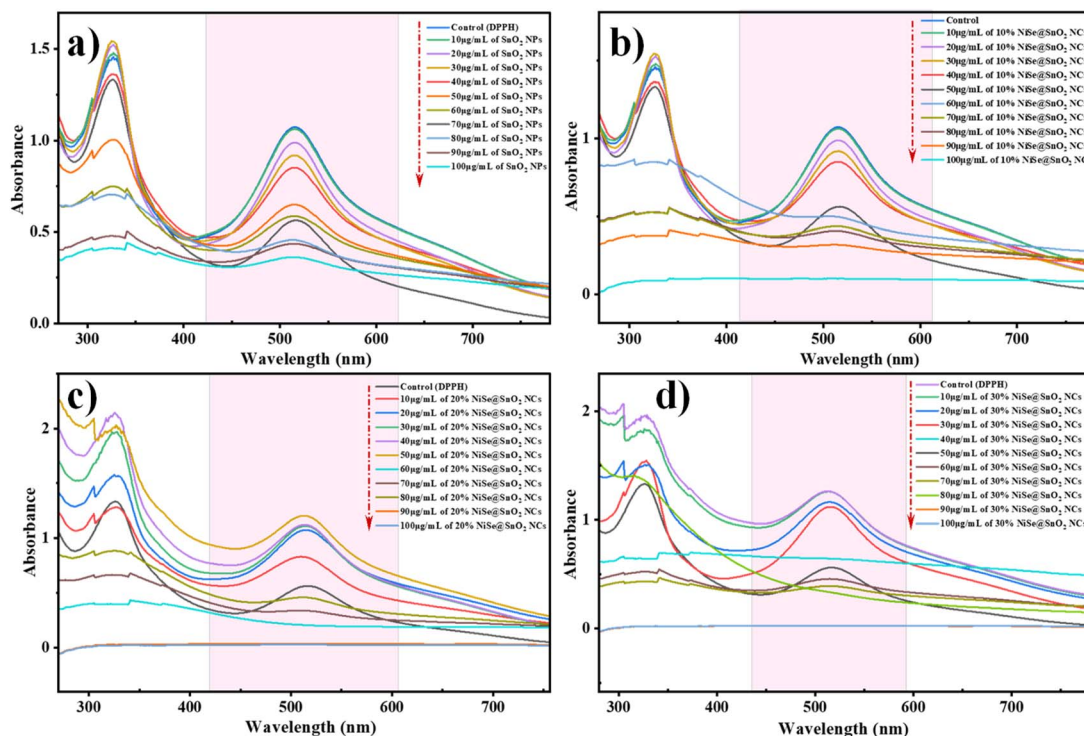 a)
Control (DPPH)
10µg/mL of SnO2 NPs
20µg/mL of SnO2 NPs
30µg/mL of SnO2 NPs
40µg/mL of SnO2 NPs
50µg/mL of SnO2 NPs
60µg/mL of SnO2 NPs
70µg/mL of SnO2 NPs
80µg/mL of SnO2 NPs
90µg/mL of SnO2 NPs
100µg/mL of SnO2 NPs
Absorbance
1.5
1.0
0.5
0.0
300 400 500 600 700
Wavelength (nm)
b)
Control
10µg/mL of 10% NiSe@SnO2 NCs
20µg/mL of 10% NiSe@SnO2 NCs
30µg/mL of 10% NiSe@SnO2 NCs
40µg/mL of 10% NiSe@SnO2 NCs
50µg/mL of 10% NiSe@SnO2 NCs
60µg/mL of 10% NiSe@SnO2 NCs
70µg/mL of 10% NiSe@SnO2 NCs
80µg/mL of 10% NiSe@SnO2 NCs
90µg/mL of 10% NiSe@SnO2 NCs
100µg/mL of 10% NiSe@SnO2 NC
Absorbance
1
0
300 400 500 600 700
Wavelength (nm)
c)
Control (DPPH)
10µg/mL of 20% NiSe@SnO2 NCs
20µg/mL of 20% NiSe@SnO2 NCs
30µg/mL of 20% NiSe@SnO2 NCs
40µg/mL of 20% NiSe@SnO2 NCs
50µg/mL of 20% NiSe@SnO2 NCs
60µg/mL of 20% NiSe@SnO2 NCs
70µg/mL of 20% NiSe@SnO2 NCs
80µg/mL of 20% NiSe@SnO2 NCs
90µg/mL of 20% NiSe@SnO2 NCs
100µg/mL of 20% NiSe@SnO2 NCs
Absorbance
2
1
0
300 400 500 600 700
Wavelength (nm)
d)
Control (DPPH)
10µg/mL of 30% NiSe@SnO2 NCs
20µg/mL of 30% NiSe@SnO2 NCs
30µg/mL of 30% NiSe@SnO2 NCs
40µg/mL of 30% NiSe@SnO2 NCs
50µg/mL of 30% NiSe@SnO2 NCs
60µg/mL of 30% NiSe@SnO2 NCs
70µg/mL of 30% NiSe@SnO2 NCs
80µg/mL of 30% NiSe@SnO2 NCs
90µg/mL of 30% NiSe@SnO2 NCs
100µg/mL of 30% NiSe@SnO2 NCs
Absorbance
2
1
0
300 400 500 600 700
Wavelength (nm)